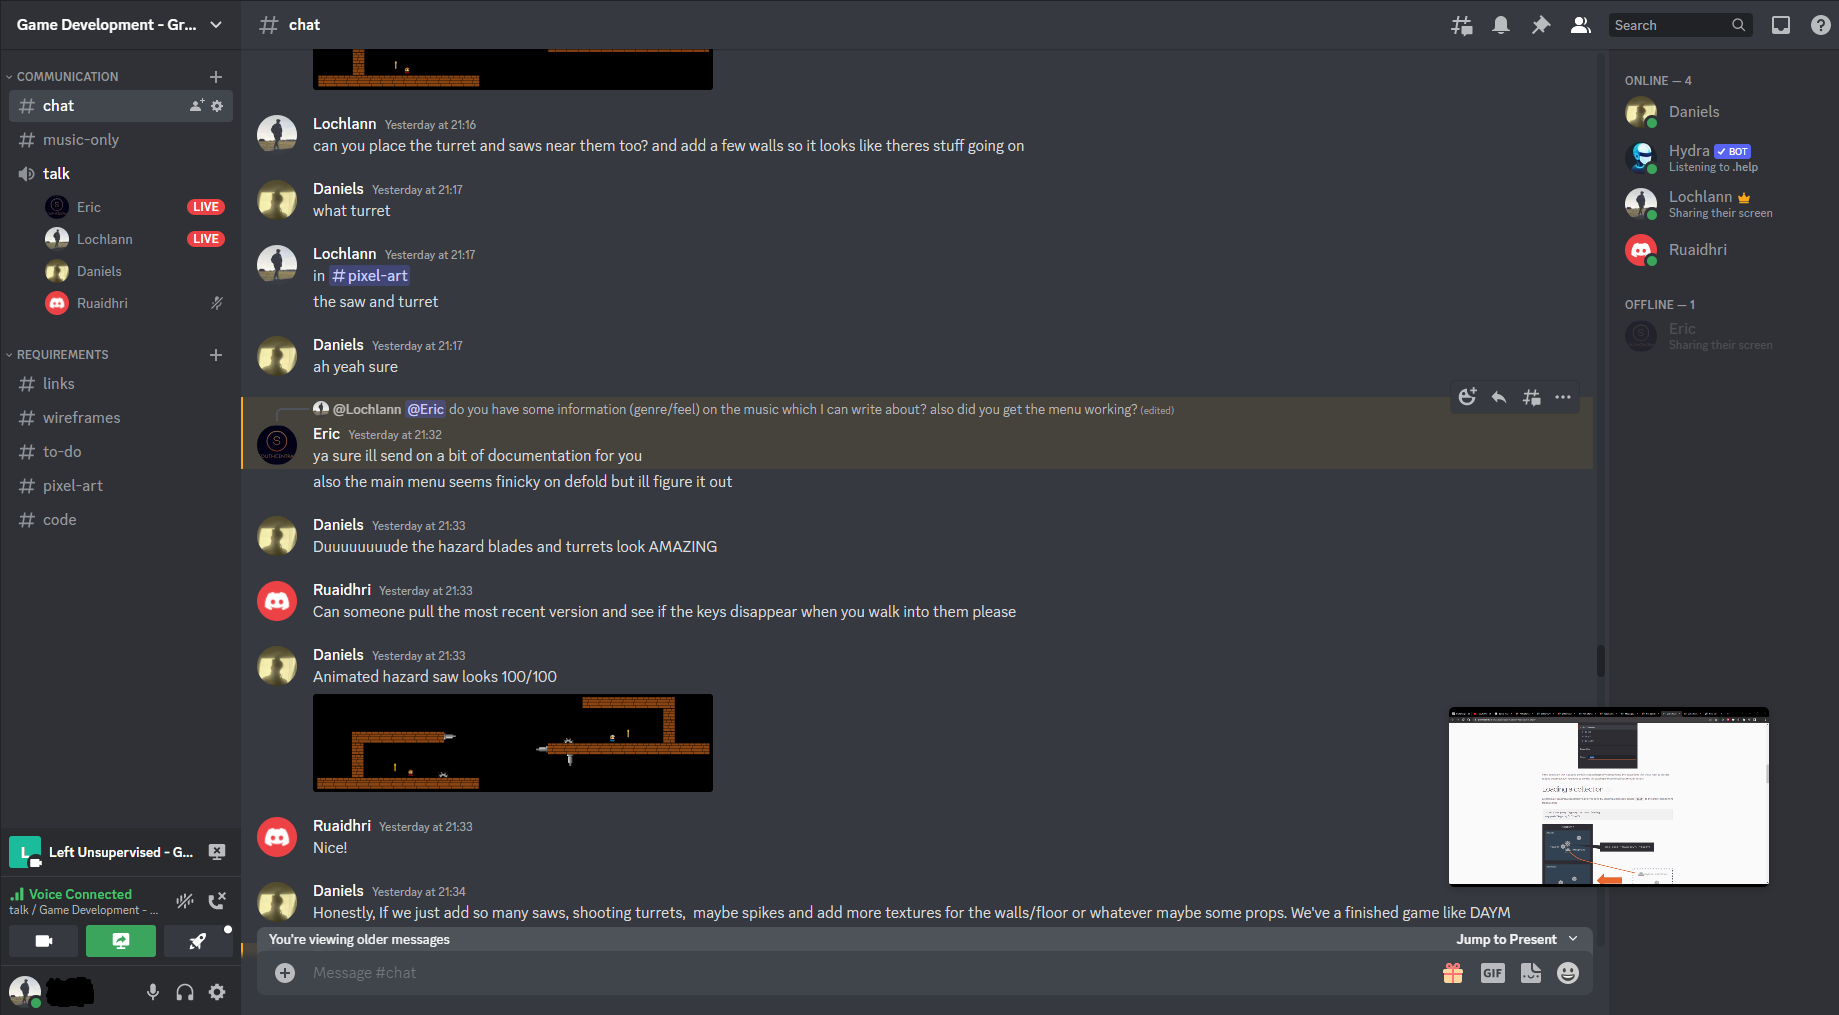 Game Development - Gr...
chat
Search
COMMUNICATION
chat
music-only
talk
Eric
LIVE
Lochlann
LIVE
Daniels
Ruaidhri
REQUIREMENTS
links
wireframes
to-do
pixel-art
code
L
Left Unsupervised - G...
Voice Connected
talk / Game Development - ...
Lochlann Yesterday at 21:16
can you place the turret and saws near them too? and add a few walls so it looks like theres stuff going on
Daniels Yesterday at 21:17
what turret
Lochlann Yesterday at 21:17
in #pixel-art
the saw and turret
Daniels Yesterday at 21:17
ah yeah sure
@Lochlann @Eric do you have some information (genre/feel) on the music which I can write about? also did you get the menu working? (edited)
Eric Yesterday at 21:32
ya sure ill send on a bit of documentation for you
also the main menu seems finicky on defold but ill figure it out
Daniels Yesterday at 21:33
Duuuuuuuude the hazard blades and turrets look AMAZING
Ruaidhri Yesterday at 21:33
Can someone pull the most recent version and see if the keys disappear when you walk into them please
Daniels Yesterday at 21:33
Animated hazard saw looks 100/100
Ruaidhri Yesterday at 21:33
Nice!
Daniels Yesterday at 21:34
Honestly, If we just add so many saws, shooting turrets, maybe spikes and add more textures for the walls/floor or whatever maybe some props. We've a finished game like DAYM
You're viewing older messages
Jump to Present
Message #chat
GIF
ONLINE — 4
Daniels
Hydra BOT
Listening to .help
Lochlann
Sharing their screen
Ruaidhri
OFFLINE — 1
Eric
Sharing their screen
Loading a collection